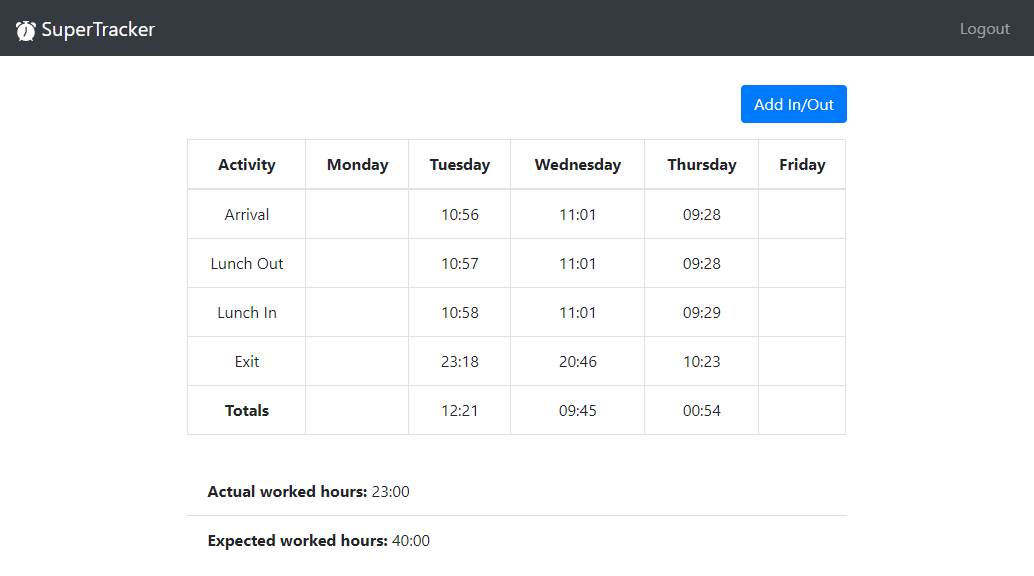 SuperTracker Logout
Add In/Out
Activity Monday Tuesday Wednesday Thursday Friday
Arrival 10:56 11:01 09:28
Lunch Out 10:57 11:01 09:28
Lunch In 10:58 11:01 09:29
Exit 23:18 20:46 10:23
Totals 12:21 09:45 00:54
Actual worked hours: 23:00
Expected worked hours: 40:00